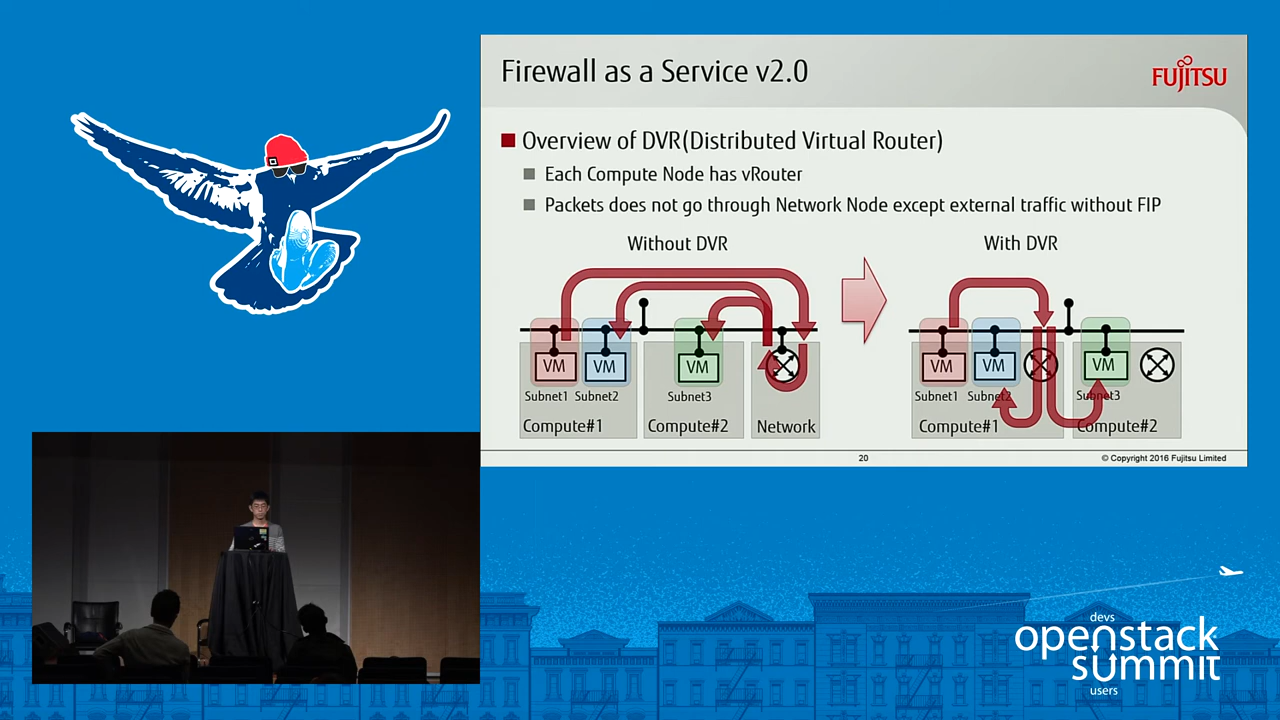 Firewall as a Service v2.0
FUJITSU
Overview of DVR(Distributed Virtual Router)
Each Compute Node has vRouter
Packets does not go through Network Node except external traffic without FIP
Without DVR
With DVR
VM
VM
VM
VM
VM
VM
Subnet1
Subnet2
Subnet3
Subnet1
Subnet2
Subnet3
Compute#1
Compute#2
Network
Compute#1
Compute#2
20
© Copyright 2016 Fujitsu Limited
devs
openstack
summit
users